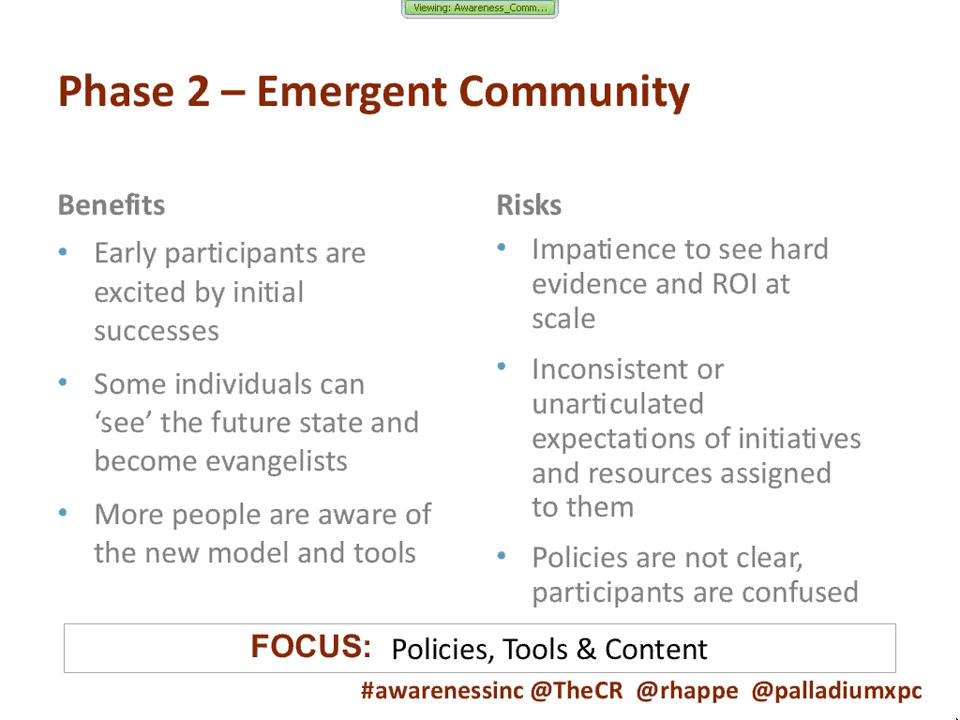 Viewing: Awareness_Comm...
Phase 2 – Emergent Community
Benefits
• Early participants are
excited by initial
successes
• Some individuals can
‘see’ the future state and
become evangelists
• More people are aware of
the new model and tools
Risks
• Impatience to see hard
evidence and ROI at
scale
• Inconsistent or
unarticulated
expectations of initiatives
and resources assigned
to them
• Policies are not clear,
participants are confused
FOCUS: Policies, Tools & Content
#awarenessinc @TheCR @rhappe @palladiumxpc